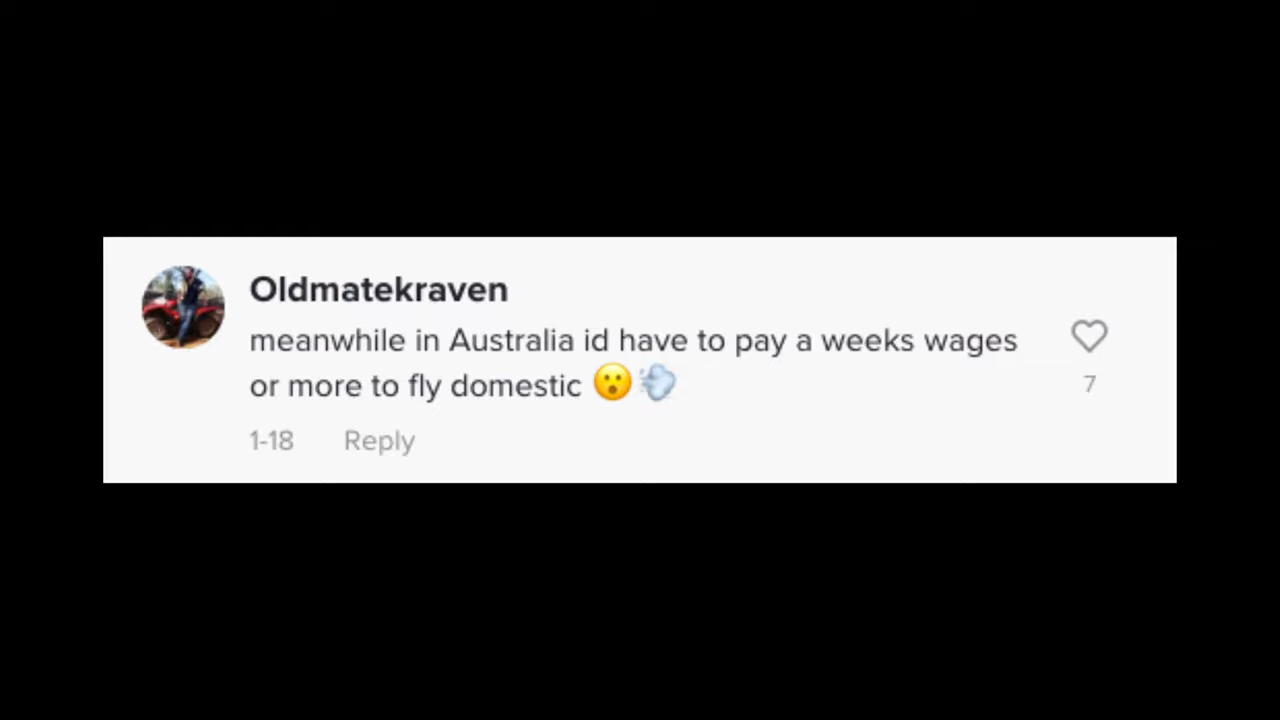 Oldmatekraven
meanwhile in Australia id have to pay a weeks wages
or more to fly domestic 😮💨
7
1-18 Reply